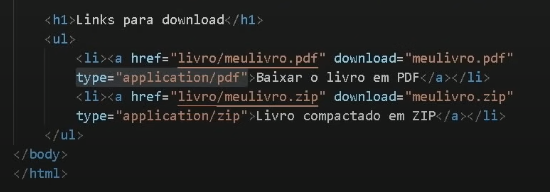 <h1>Links para download</h1>
<ul>
<li><a href="livro/meulivro.pdf" download="meulivro.pdf"
type="application/pdf">Baixar o livro em PDF</a></li>
<li><a href="livro/meulivro.zip" download="meulivro.zip"
type="application/zip">Livro compactado em ZIP</a></li>
</ul>
</body>
</html>